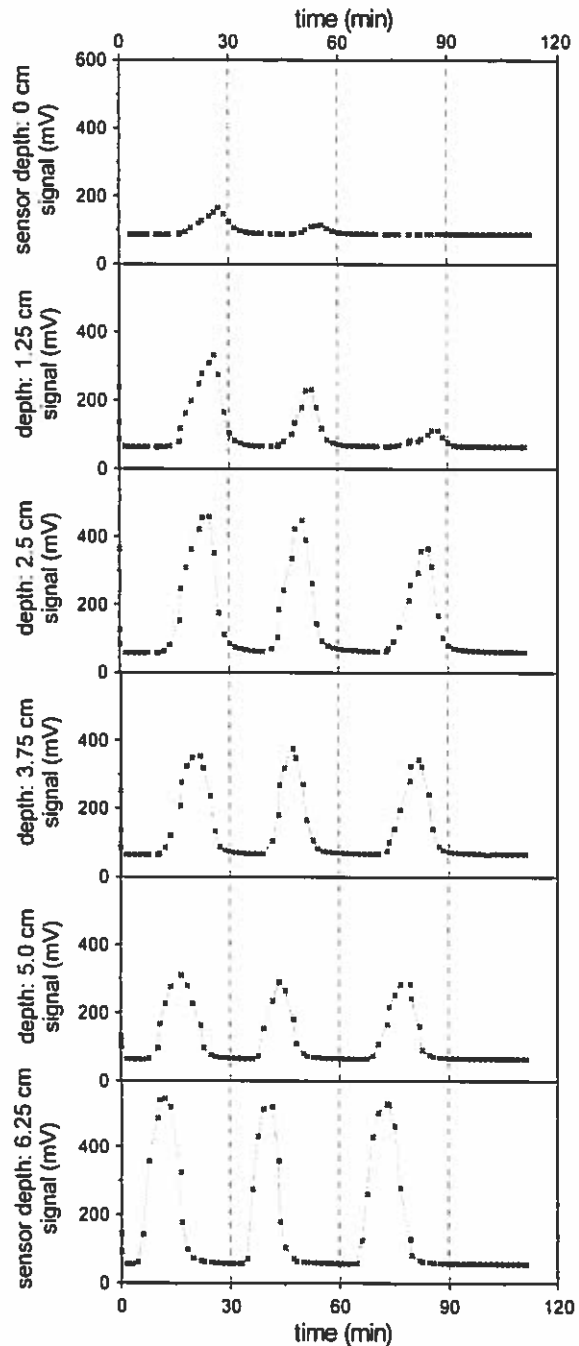 time (min)
0 30 60 90 120
sensor depth: 0 cm
signal (mV)
600
400
200
0
depth: 1.25 cm
signal (mV)
400
200
0
depth: 2.5 cm
signal (mV)
400
200
0
depth: 3.75 cm
signal (mV)
400
200
0
depth: 5.0 cm
signal (mV)
400
200
0
sensor depth: 6.25 cm
signal (mV)
400
200
0
0 30 60 90 120
time (min)